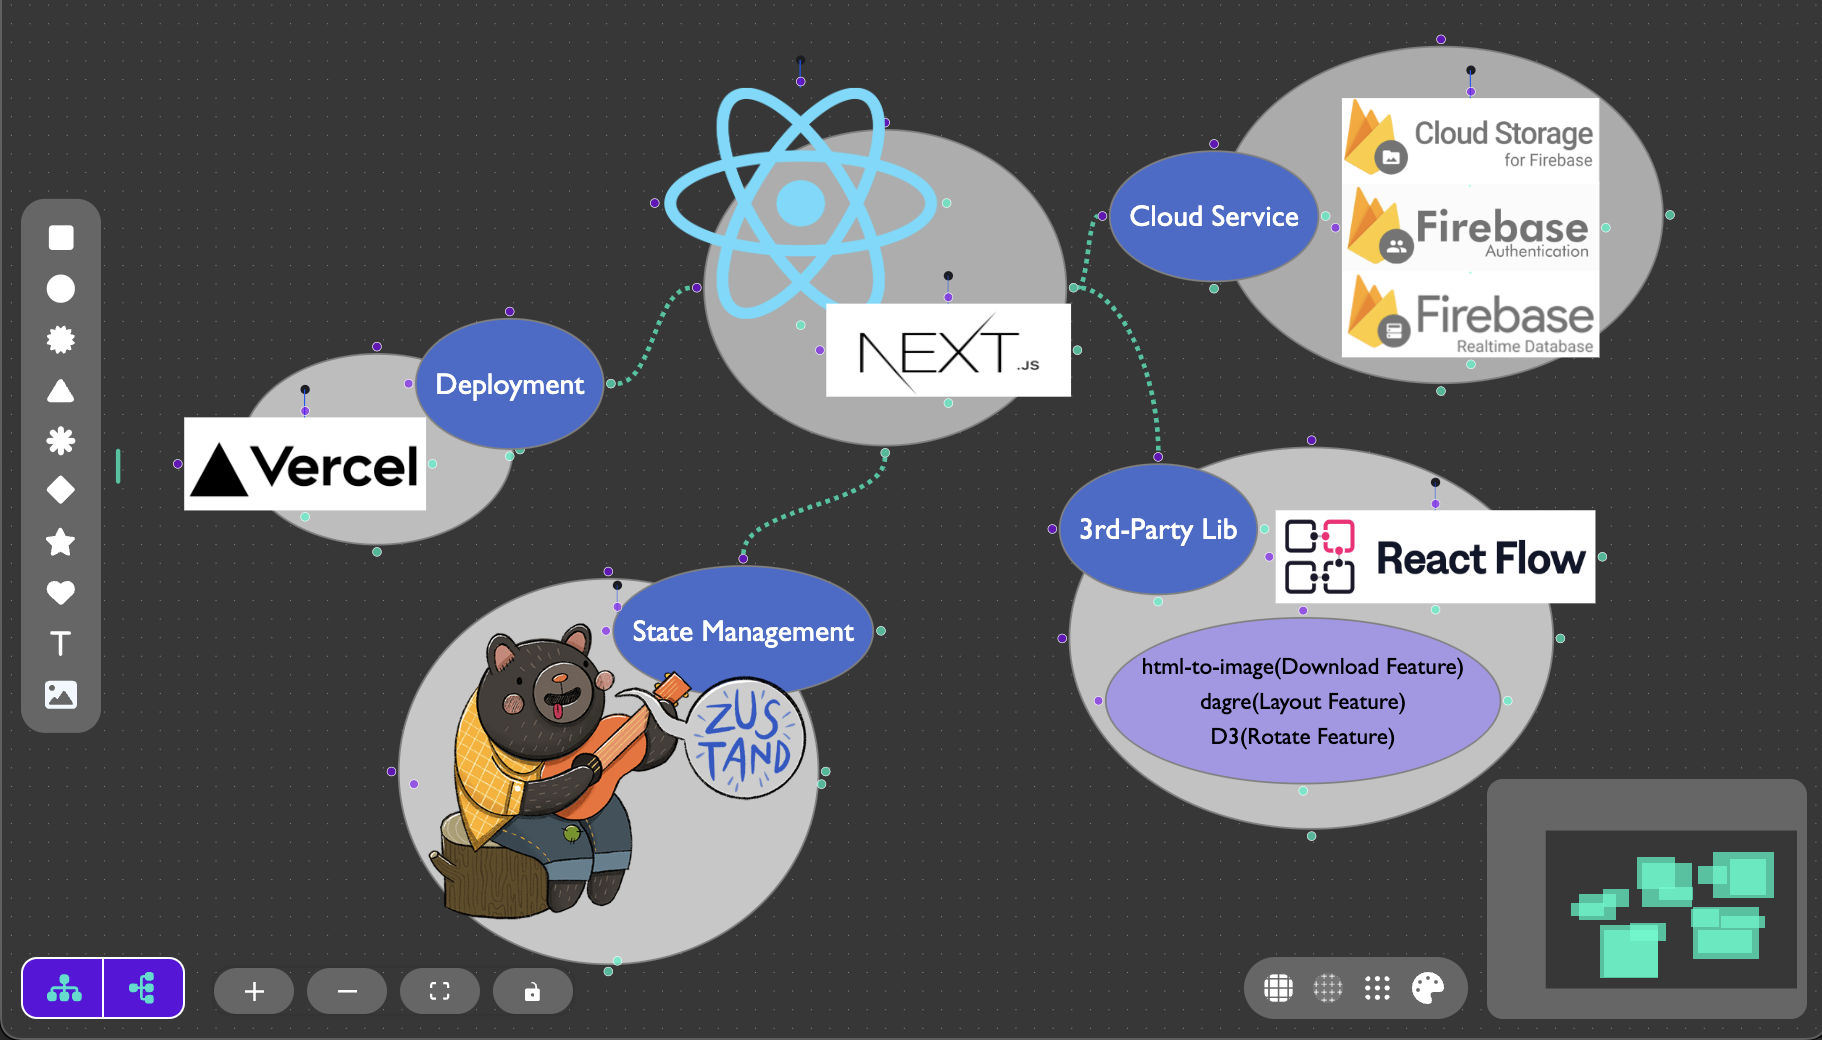 Cloud Service
Cloud Storage
for Firebase
Firebase
Authentication
Firebase
Realtime Database
NEXT.JS
Deployment
Vercel
3rd-Party Lib
React Flow
html-to-image(Download Feature)
dagre(Layout Feature)
D3(Rotate Feature)
State Management
ZUS
TAND
T